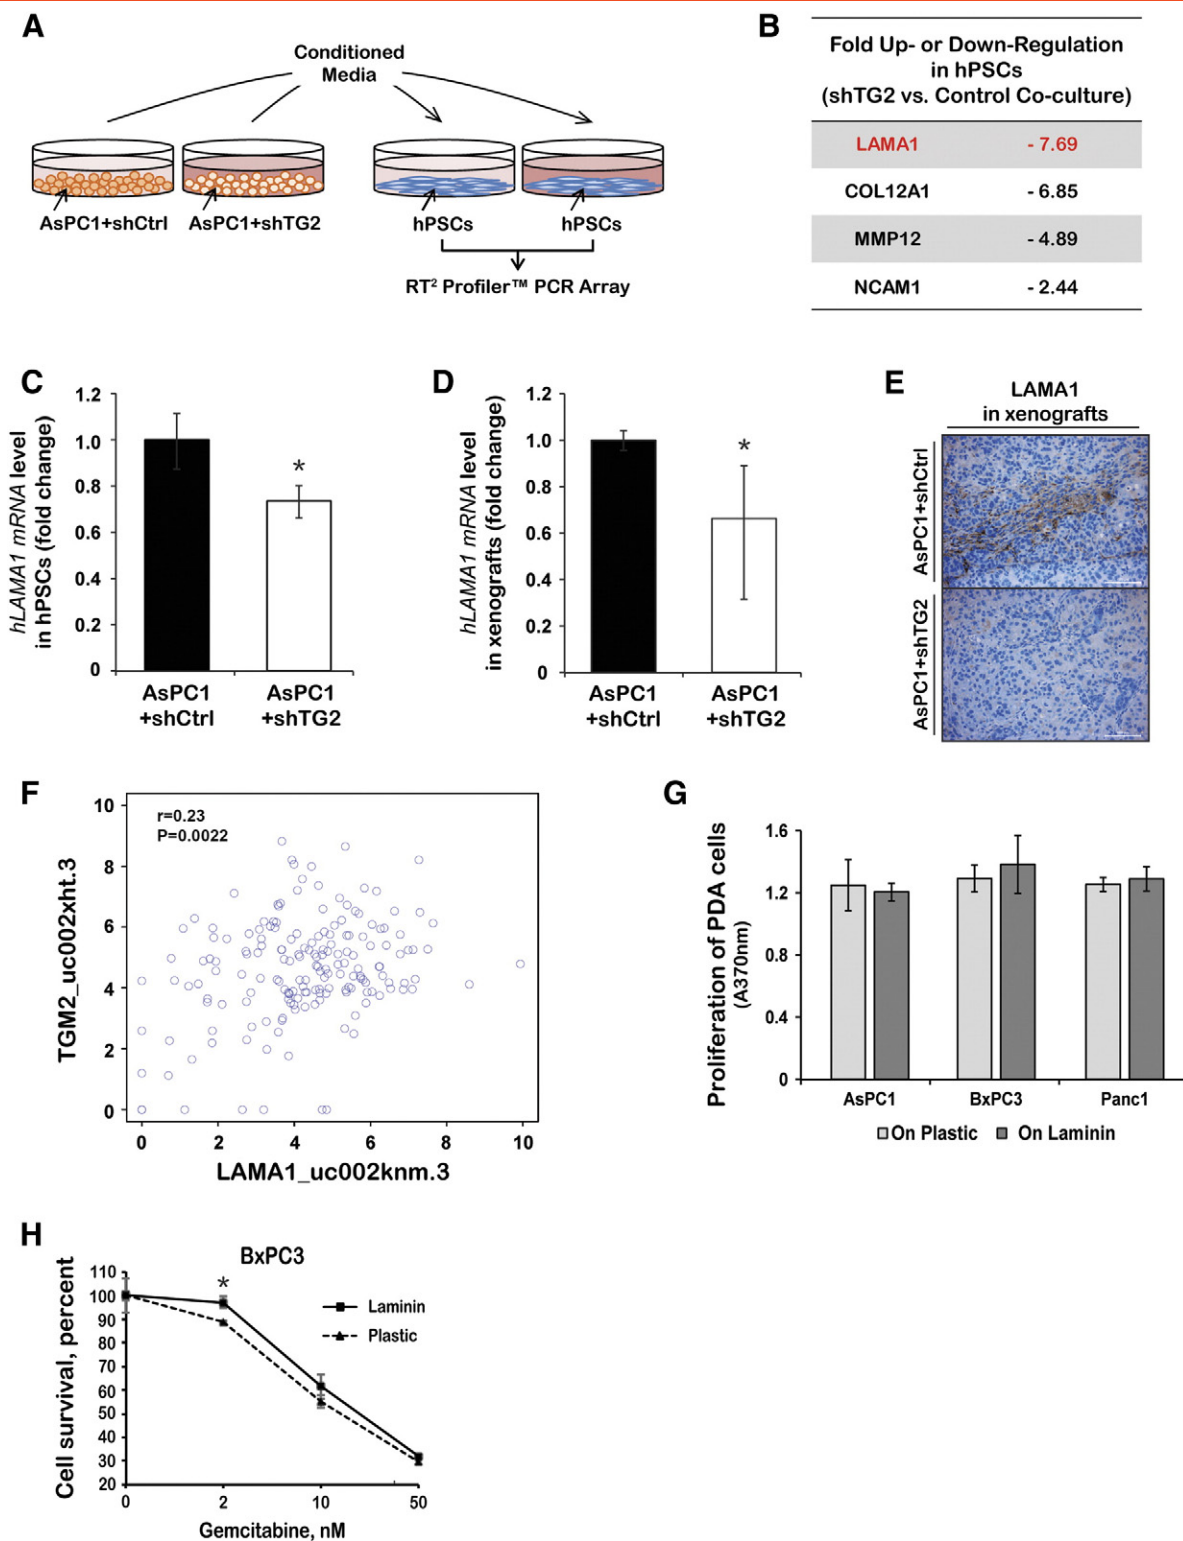 A
Conditioned
Media
AsPC1+shCtrl
AsPC1+shTG2
hPSCs
hPSCs
RT² Profiler™ PCR Array
B
Fold Up- or Down-Regulation
in hPSCs
(shTG2 vs. Control Co-culture)
LAMA1 - 7.69
COL12A1 - 6.85
MMP12 - 4.89
NCAM1 - 2.44
C
hLAMA1 mRNA level
in hPSCs (fold change)
1.2
1.0
0.8
0.6
0.4
0.2
0
*
AsPC1
+shCtrl
AsPC1
+shTG2
D
hLAMA1 mRNA level
in xenografts (fold change)
1.2
1.0
0.8
0.6
0.4
0.2
0
*
AsPC1
+shCtrl
AsPC1
+shTG2
E
LAMA1
in xenografts
AsPC1+shCtrl
AsPC1+shTG2
F
r=0.23
P=0.0022
TGM2_uc002xht.3
10
8
6
4
2
0
0 2 4 6 8 10
LAMA1_uc002knm.3
G
Proliferation of PDA cells
(A370nm)
1.6
1.2
0.8
0.4
0
AsPC1 BxPC3 Panc1
On Plastic On Laminin
H
BxPC3
Cell survival, percent
110
100
90
80
70
60
50
40
30
20
*
Laminin
Plastic
0 2 10 50
Gemcitabine, nM